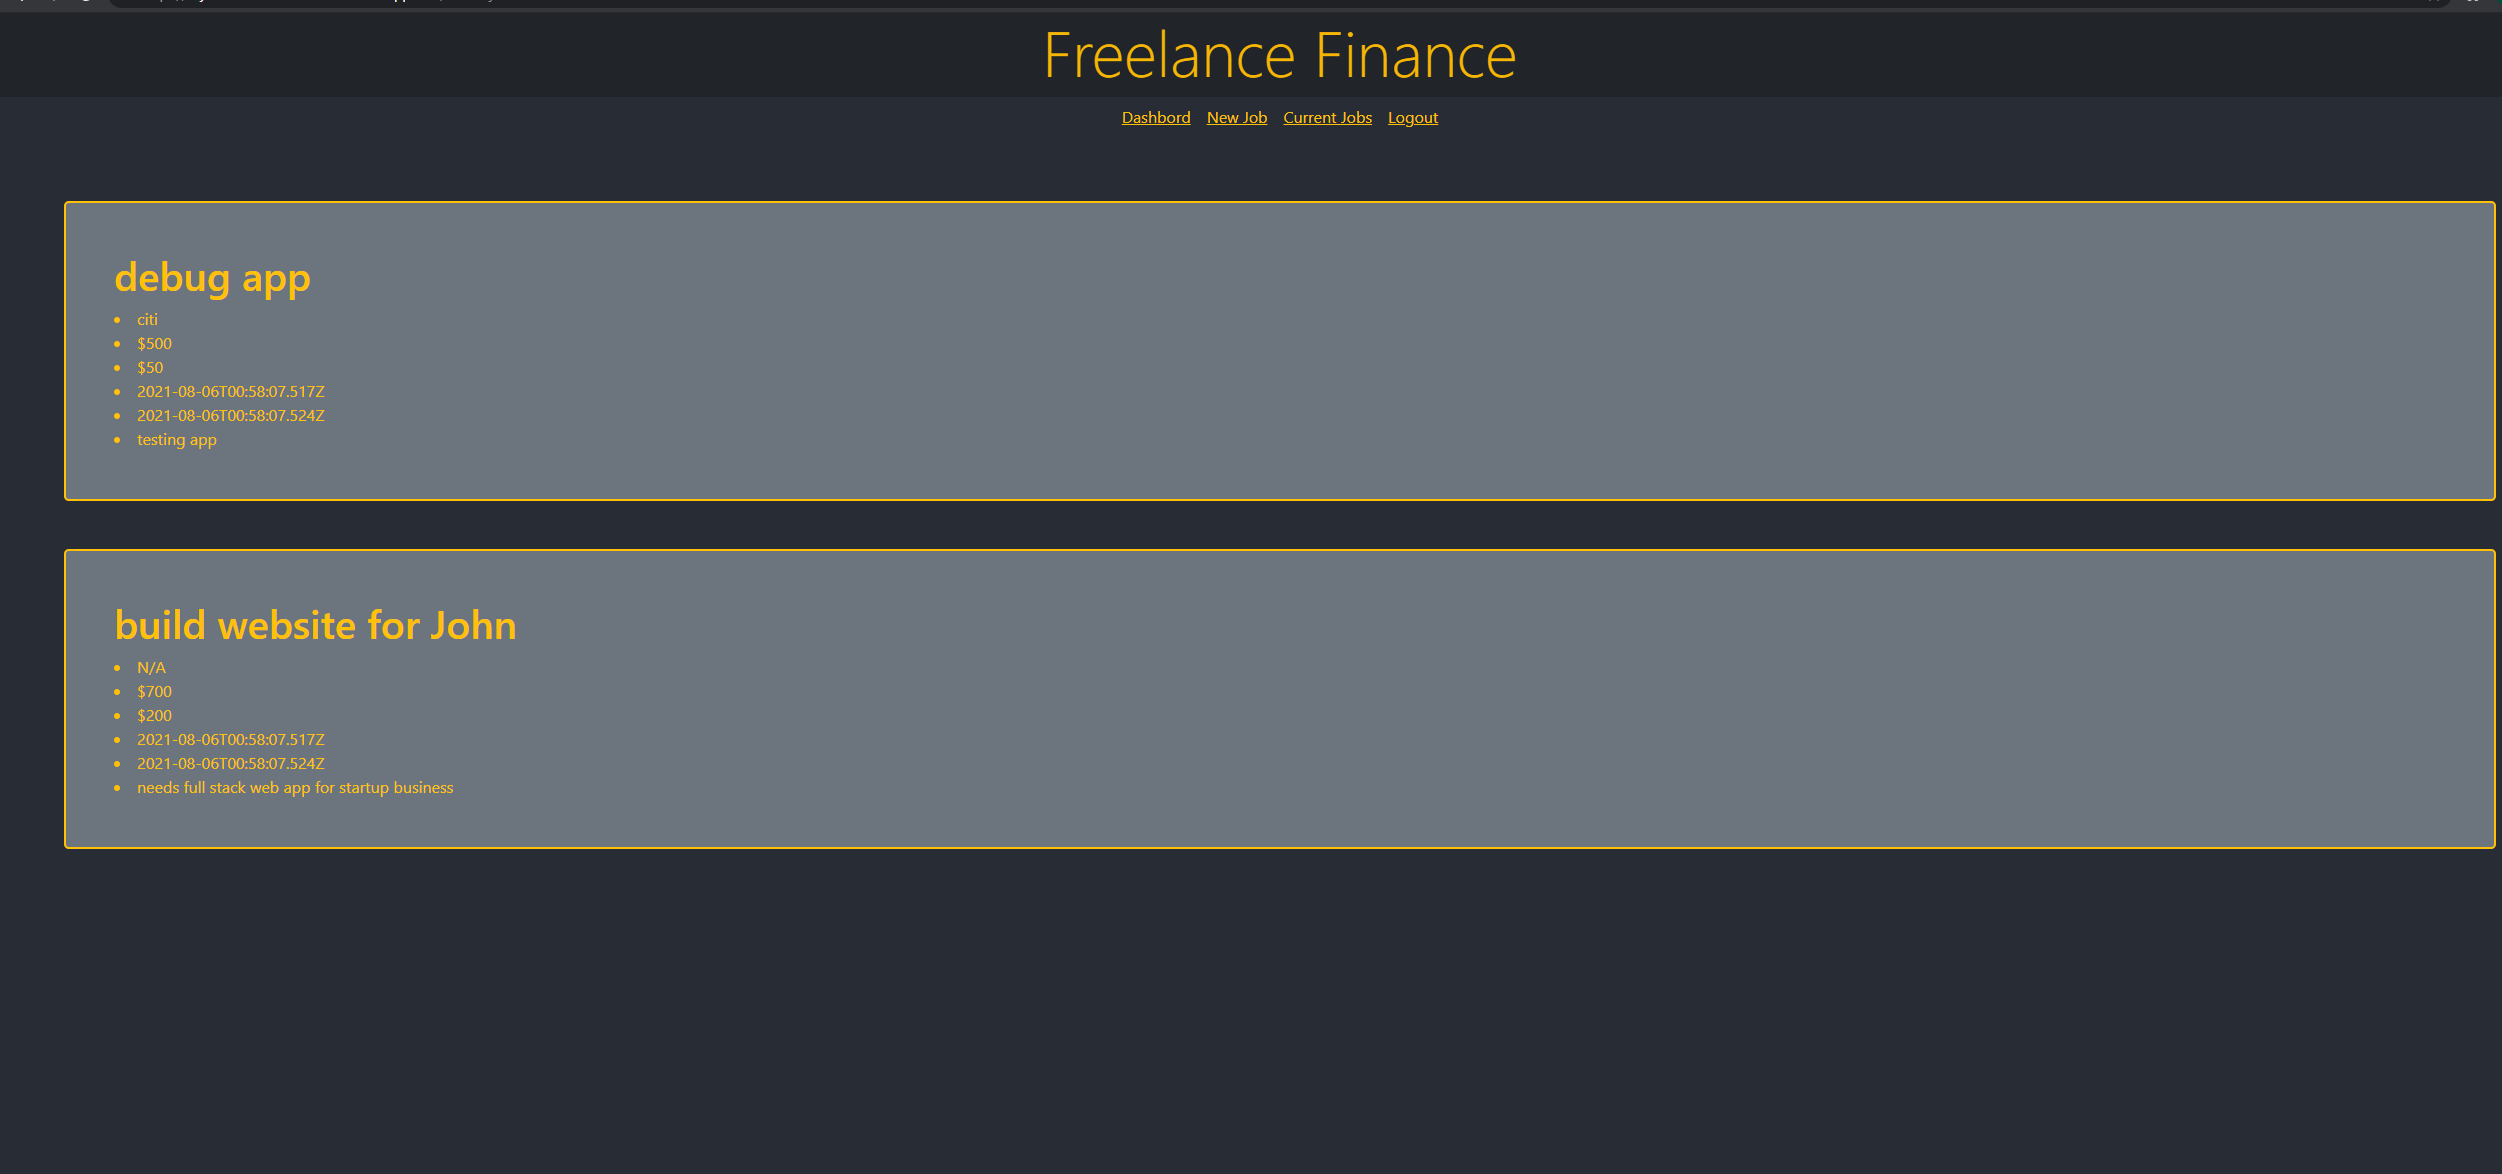 Freelance Finance
Dashbord New Job Current Jobs Logout
debug app
citi
$500
$50
2021-08-06T00:58:07.517Z
2021-08-06T00:58:07.524Z
testing app
build website for John
N/A
$700
$200
2021-08-06T00:58:07.517Z
2021-08-06T00:58:07.524Z
needs full stack web app for startup business